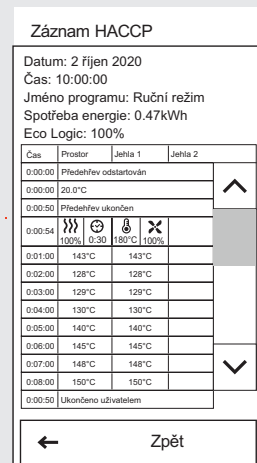 Záznam HACCP
Datum: 2 říjen 2020
Čas: 10:00:00
Jméno programu: Ruční režim
Spotřeba energie: 0.47kWh
Eco Logic: 100%
Čas Prostor Jehla 1 Jehla 2
0:00:00 Předehřev odstartován
0:00:00 20.0°C
0:00:50 Předehřev ukončen
0:00:54 100% 0:30 180°C 100%
0:01:00 143°C 143°C
0:02:00 128°C 128°C
0:03:00 129°C 129°C
0:04:00 130°C 130°C
0:05:00 140°C 140°C
0:06:00 145°C 145°C
0:07:00 148°C 148°C
0:08:00 150°C 150°C
0:00:50 Ukončeno uživatelem
Zpět